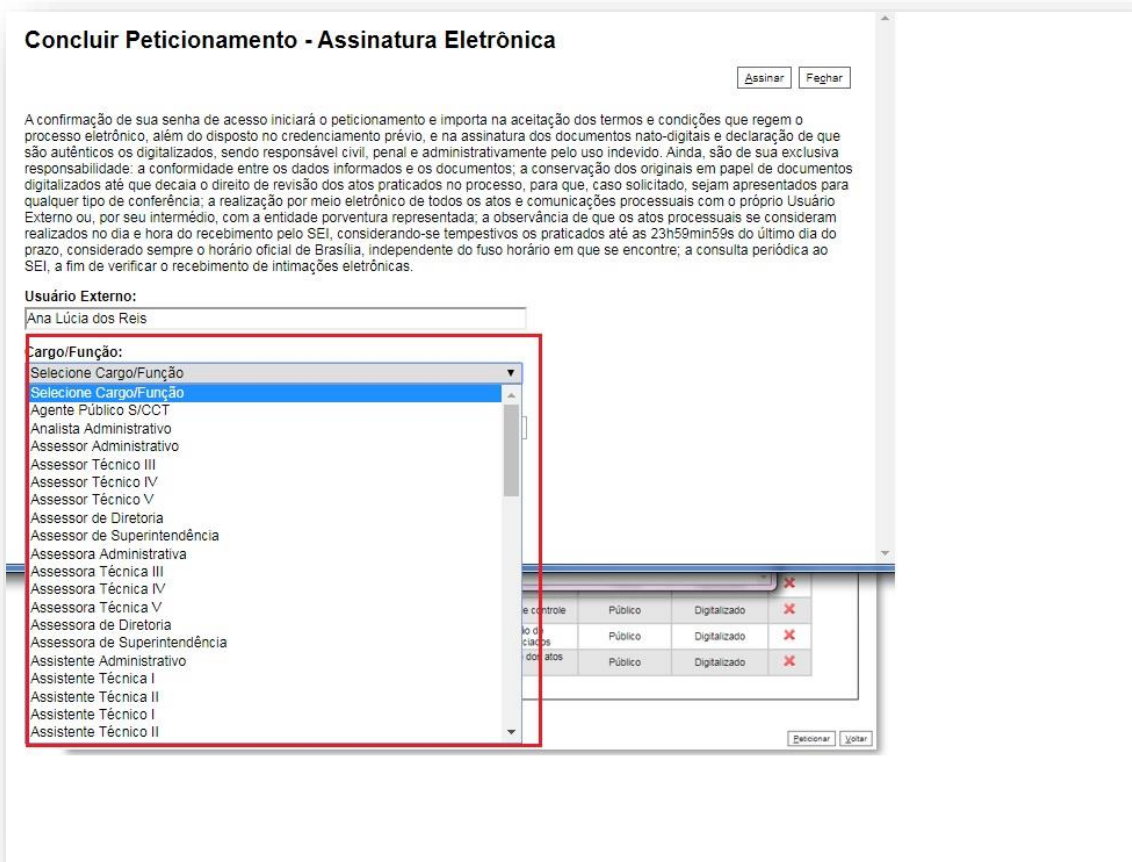 Concluir Peticionamento - Assinatura Eletrônica
Assinar Fechar
A confirmação de sua senha de acesso iniciará o peticionamento e importa na aceitação dos termos e condições que regem o
processo eletrônico, além do disposto no credenciamento prévio, e na assinatura dos documentos nato-digitais e declaração de que
são autênticos os digitalizados, sendo responsável civil, penal e administrativamente pelo uso indevido. Ainda, são de sua exclusiva
responsabilidade: a conformidade entre os dados informados e os documentos; a conservação dos originais em papel de documentos
digitalizados até que decaia o direito de revisão dos atos praticados no processo, para que, caso solicitado, sejam apresentados para
qualquer tipo de conferência; a realização por meio eletrônico de todos os atos e comunicações processuais com o próprio Usuário
Externo ou, por seu intermédio, com a entidade porventura representada; a observância de que os atos processuais se consideram
realizados no dia e hora do recebimento pelo SEI, considerando-se tempestivos os praticados até as 23h59min59s do último dia do
prazo, considerado sempre o horário oficial de Brasília, independente do fuso horário em que se encontre; a consulta periódica ao
SEI, a fim de verificar o recebimento de intimações eletrônicas.
Usuário Externo:
Ana Lúcia dos Reis
Cargo/Função:
Selecione Cargo/Função
Selecione Cargo/Função
Agente Público S/CCT
Analista Administrativo
Assessor Administrativo
Assessor Técnico III
Assessor Técnico IV
Assessor Técnico V
Assessor de Diretoria
Assessor de Superintendência
Assessora Administrativa
Assessora Técnica III
Assessora Técnica IV
Assessora Técnica V
Assessora de Diretoria
Assessora de Superintendência
Assistente Administrativo
Assistente Técnica I
Assistente Técnica II
Assistente Técnico I
Assistente Técnico II
e controle Público Digitalizado
Público Digitalizado
dos atos Público Digitalizado
Peticionar Voltar